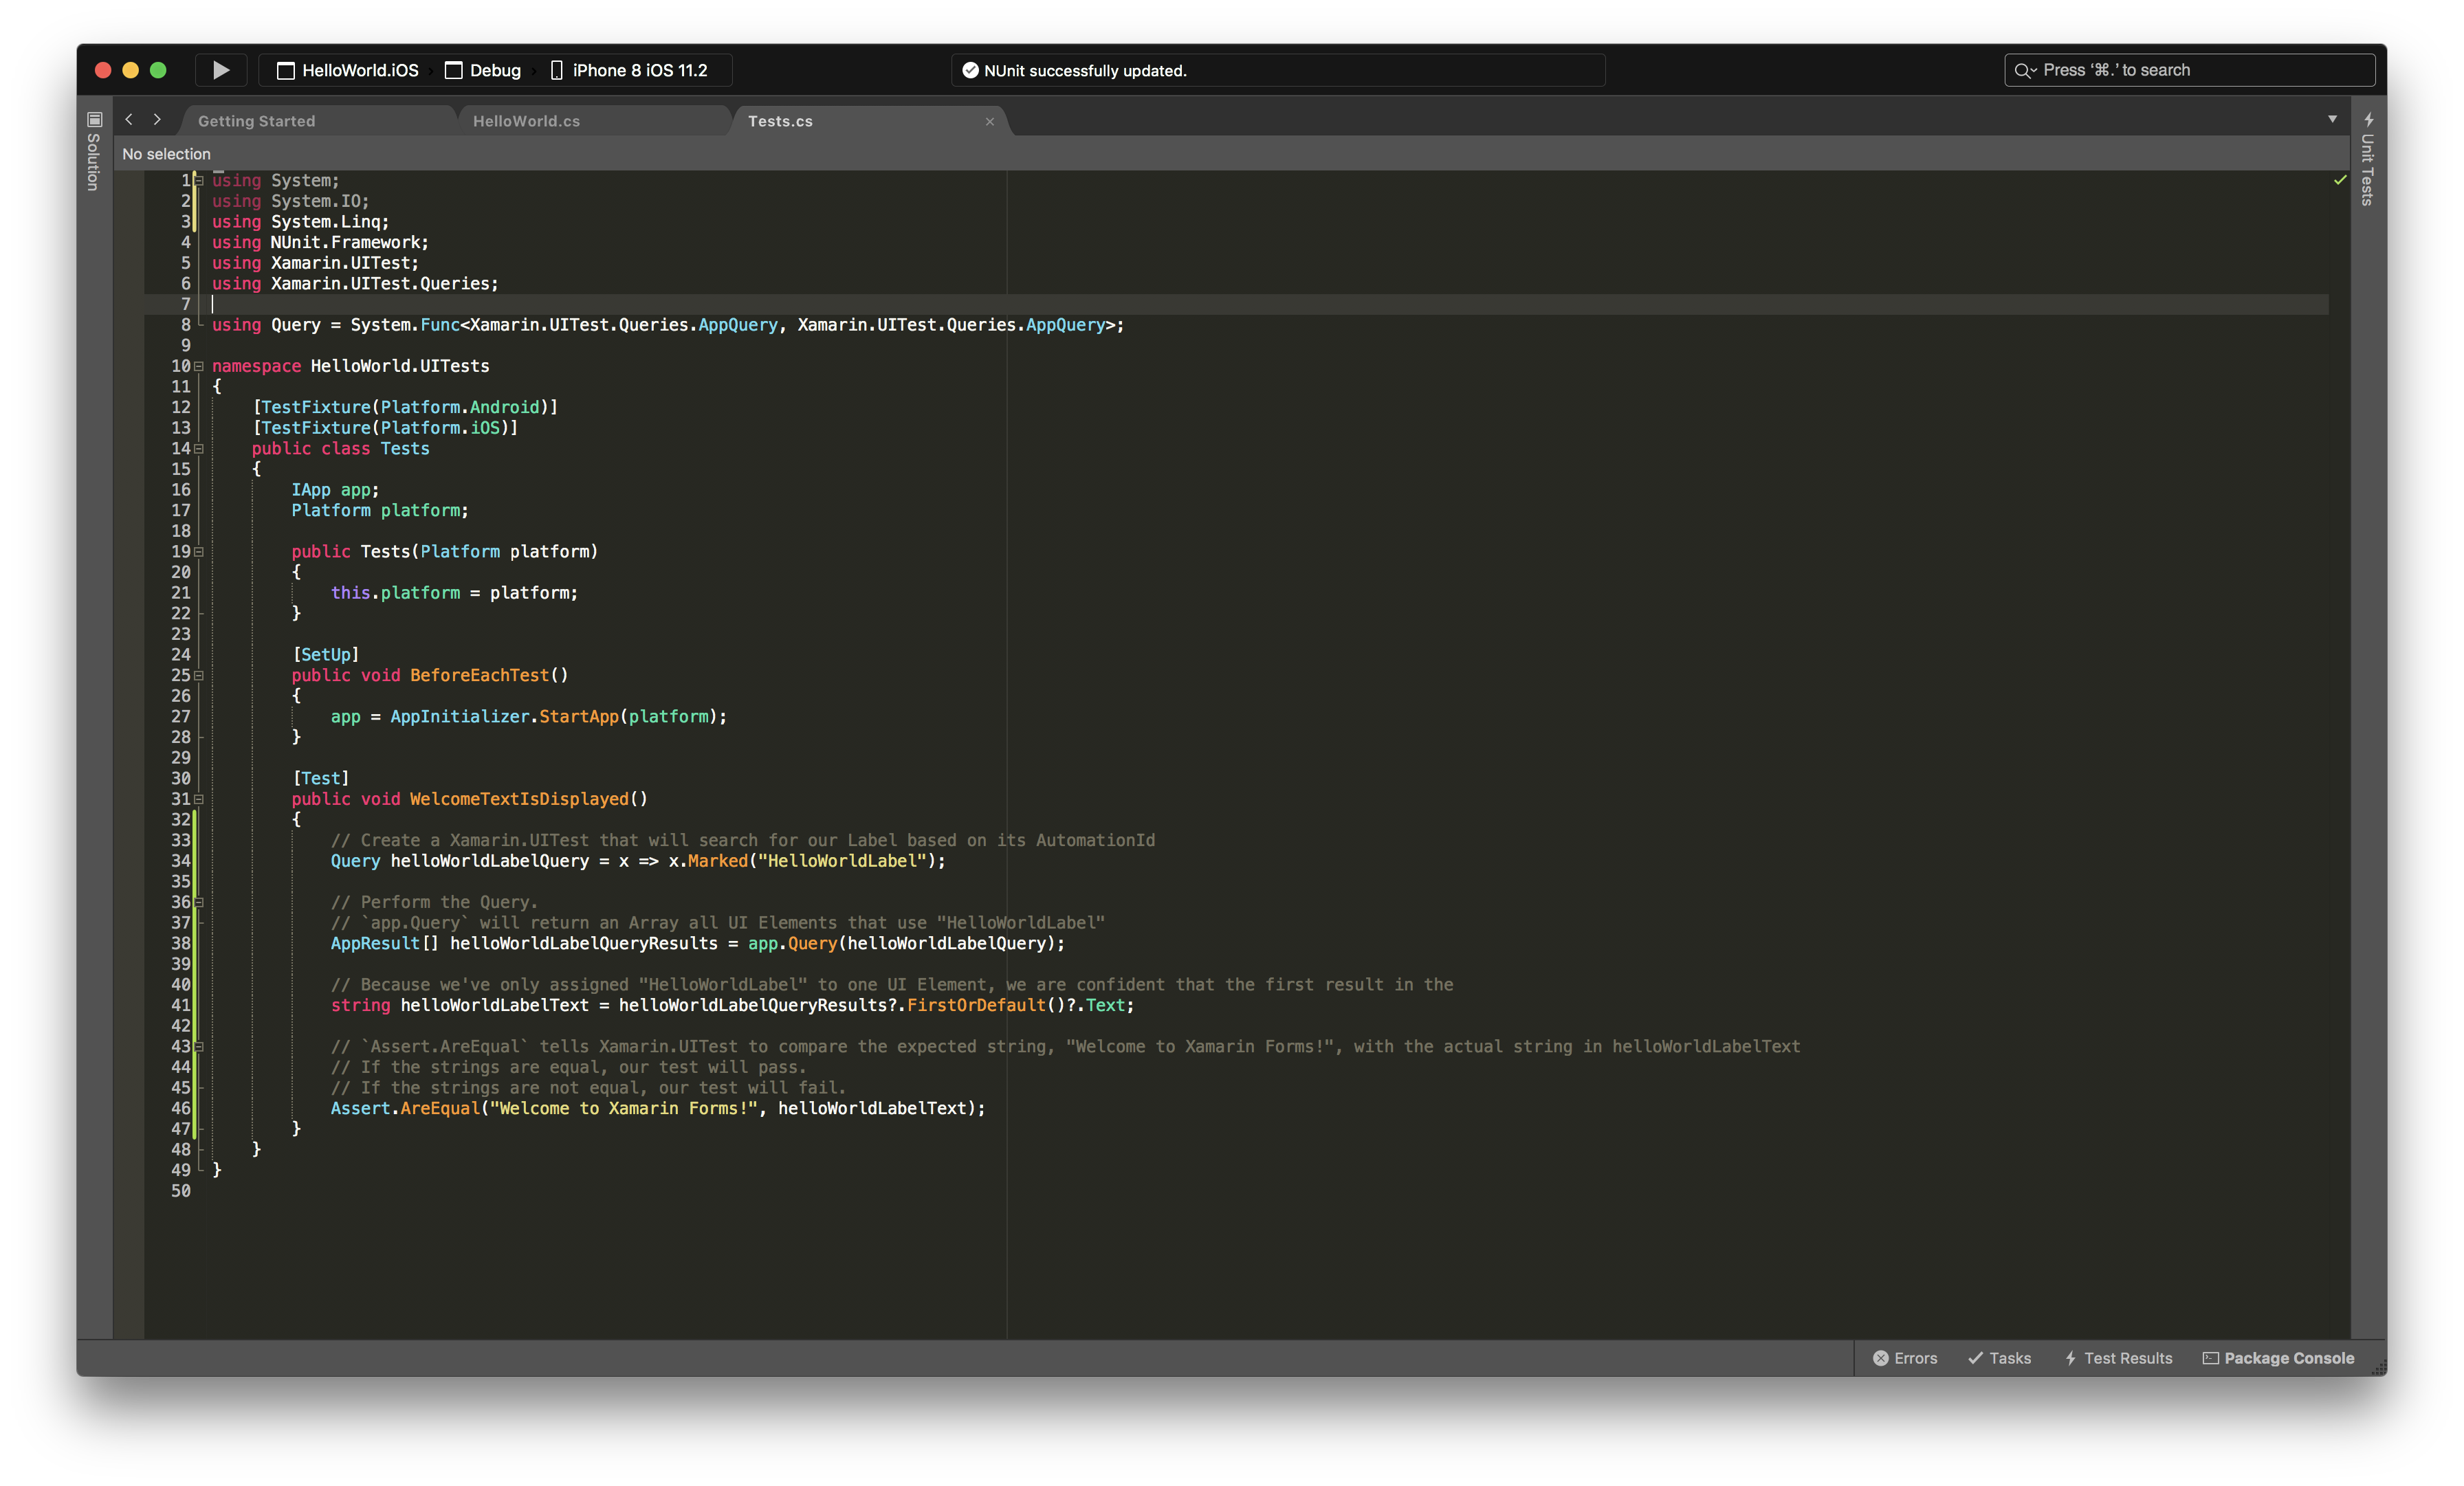 HelloWorld.iOS › Debug › iPhone 8 iOS 11.2
NUnit successfully updated.
Press ‘⌘.’ to search
Solution
Getting Started
HelloWorld.cs
Tests.cs
Unit Tests
No selection
1 using System;
2 using System.IO;
3 using System.Linq;
4 using NUnit.Framework;
5 using Xamarin.UITest;
6 using Xamarin.UITest.Queries;
7
8 using Query = System.Func<Xamarin.UITest.Queries.AppQuery, Xamarin.UITest.Queries.AppQuery>;
9
10 namespace HelloWorld.UITests
11 {
12     [TestFixture(Platform.Android)]
13     [TestFixture(Platform.iOS)]
14     public class Tests
15     {
16         IApp app;
17         Platform platform;
18
19         public Tests(Platform platform)
20         {
21             this.platform = platform;
22         }
23
24         [SetUp]
25         public void BeforeEachTest()
26         {
27             app = AppInitializer.StartApp(platform);
28         }
29
30         [Test]
31         public void WelcomeTextIsDisplayed()
32         {
33             // Create a Xamarin.UITest that will search for our Label based on its AutomationId
34             Query helloWorldLabelQuery = x => x.Marked("HelloWorldLabel");
35
36             // Perform the Query.
37             // `app.Query` will return an Array all UI Elements that use "HelloWorldLabel"
38             AppResult[] helloWorldLabelQueryResults = app.Query(helloWorldLabelQuery);
39
40             // Because we've only assigned "HelloWorldLabel" to one UI Element, we are confident that the first result in the
41             string helloWorldLabelText = helloWorldLabelQueryResults?.FirstOrDefault()?.Text;
42
43             // `Assert.AreEqual` tells Xamarin.UITest to compare the expected string, "Welcome to Xamarin Forms!", with the actual string in helloWorldLabelText
44             // If the strings are equal, our test will pass.
45             // If the strings are not equal, our test will fail.
46             Assert.AreEqual("Welcome to Xamarin Forms!", helloWorldLabelText);
47         }
48     }
49 }
50
Errors
Tasks
Test Results
Package Console